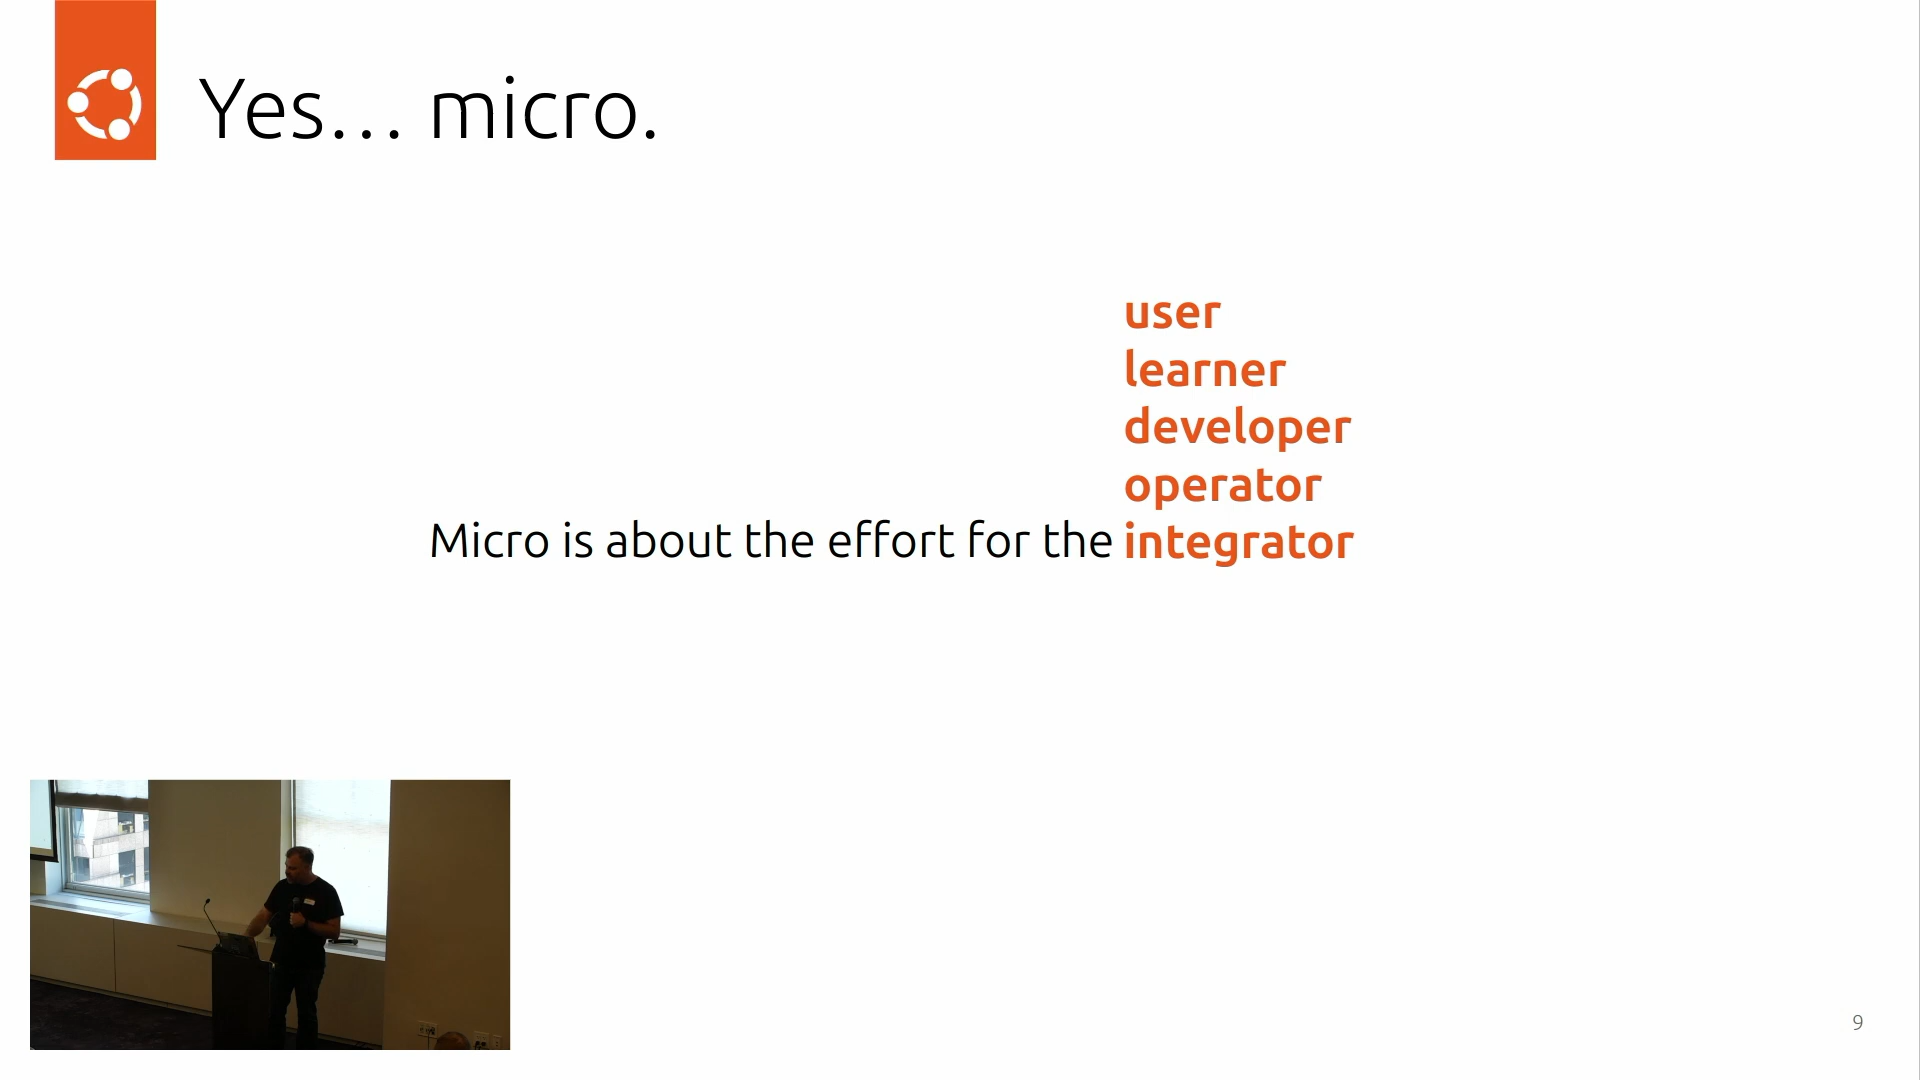 Yes… micro.
user
learner
developer
operator
Micro is about the effort for the integrator
9